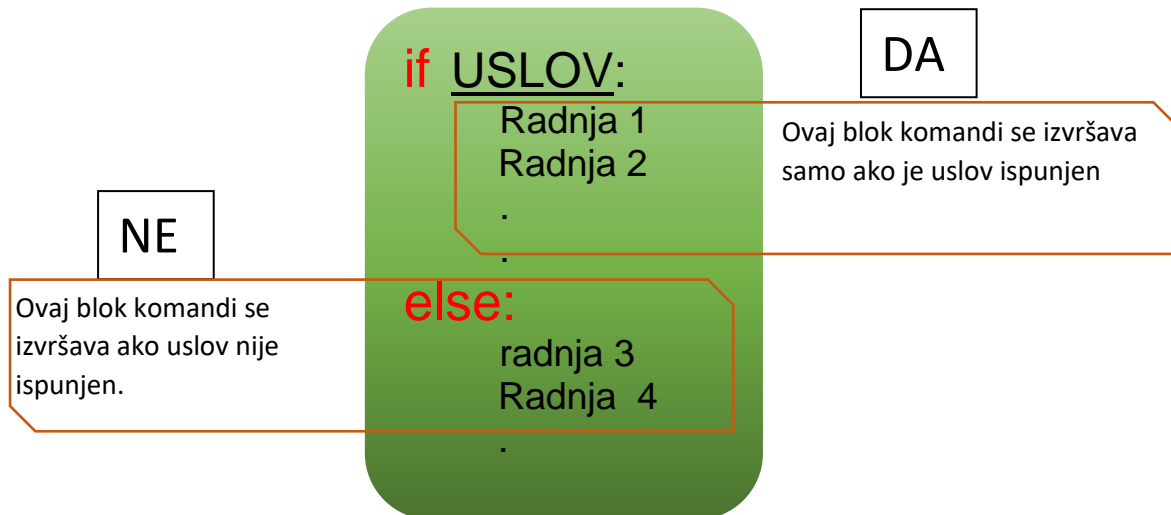 if USLOV:
DA
Radnja 1
Radnja 2
.
.
Ovaj blok komandi se izvršava
samo ako je uslov ispunjen
NE
else:
Ovaj blok komandi se
izvršava ako uslov nije
ispunjen.
radnja 3
Radnja  4
.